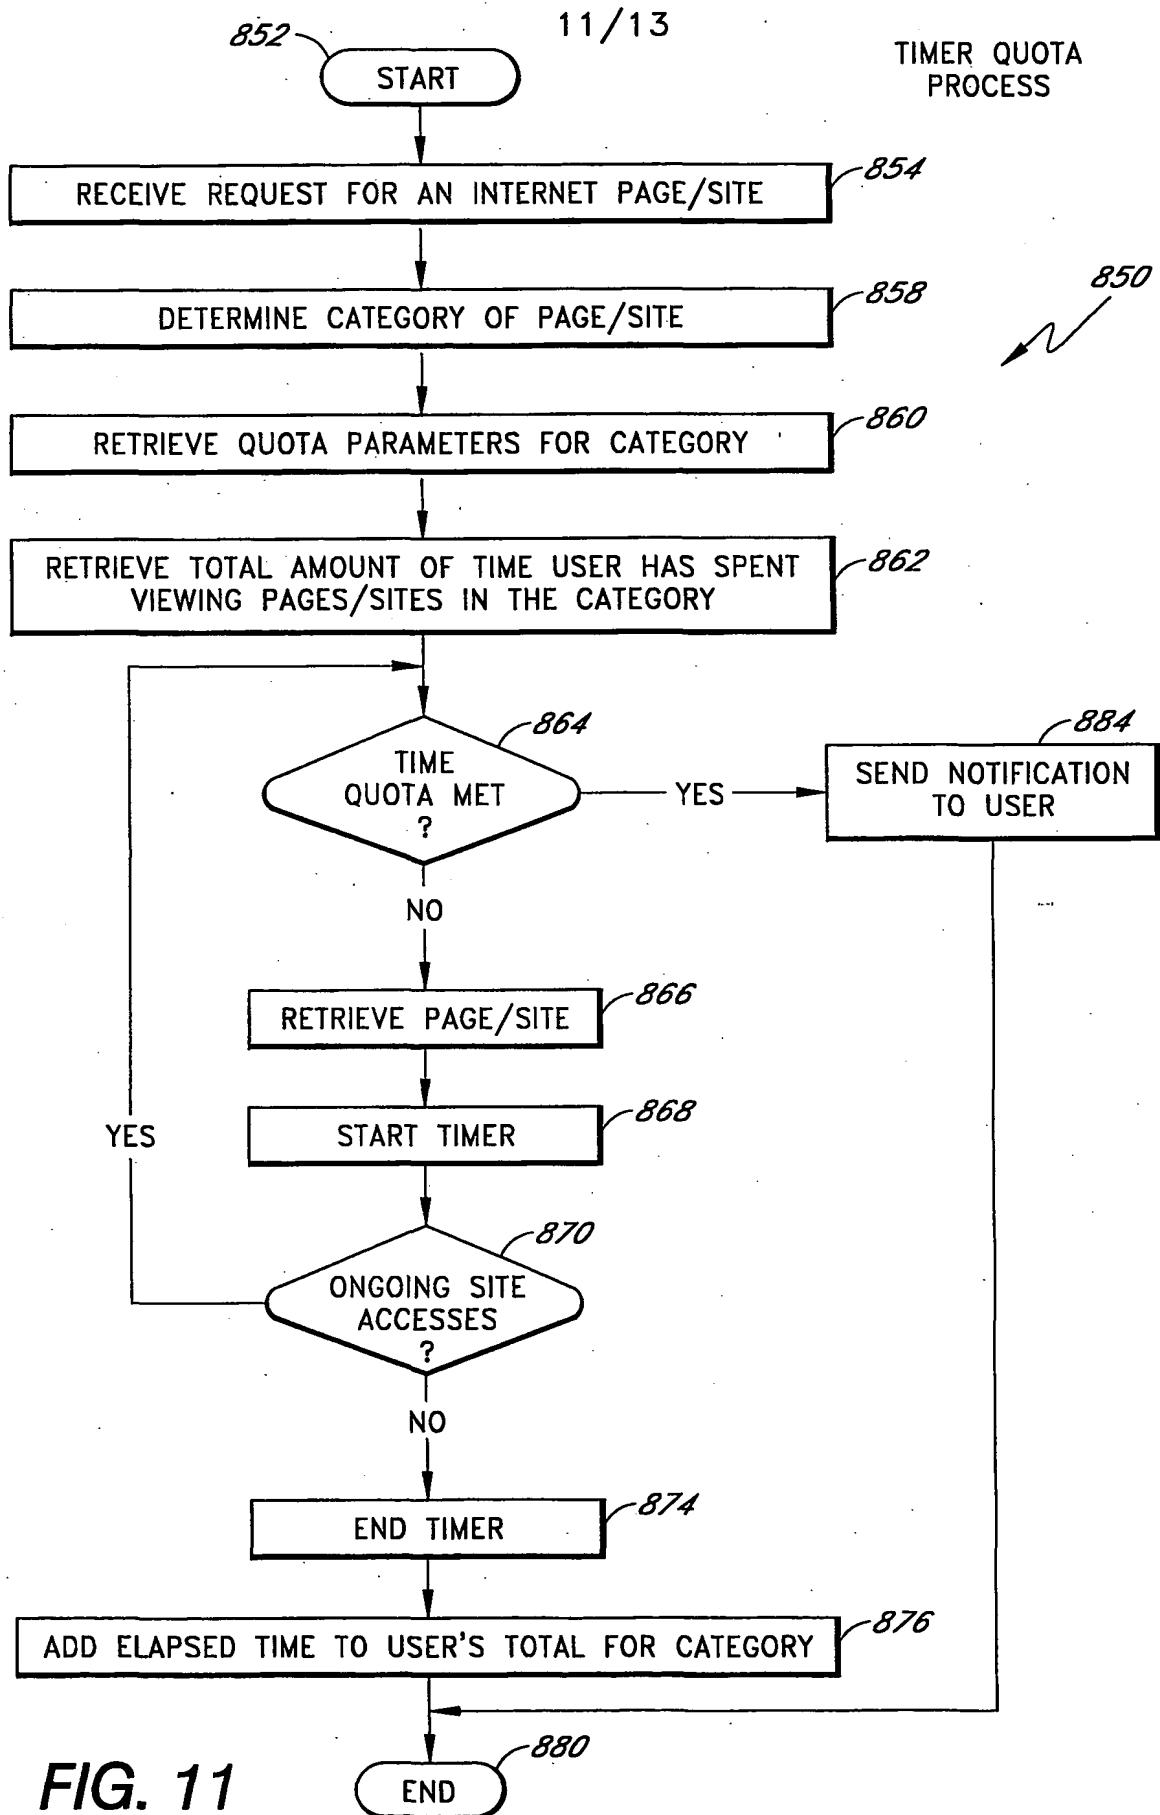 11/13
TIMER QUOTA
PROCESS
852
START
RECEIVE REQUEST FOR AN INTERNET PAGE/SITE
854
850
DETERMINE CATEGORY OF PAGE/SITE
858
RETRIEVE QUOTA PARAMETERS FOR CATEGORY
860
RETRIEVE TOTAL AMOUNT OF TIME USER HAS SPENT
VIEWING PAGES/SITES IN THE CATEGORY
862
TIME
QUOTA MET
?
864
YES
SEND NOTIFICATION
TO USER
884
NO
RETRIEVE PAGE/SITE
866
START TIMER
868
YES
ONGOING SITE
ACCESSES
?
870
NO
END TIMER
874
ADD ELAPSED TIME TO USER'S TOTAL FOR CATEGORY
876
END
880
FIG. 11